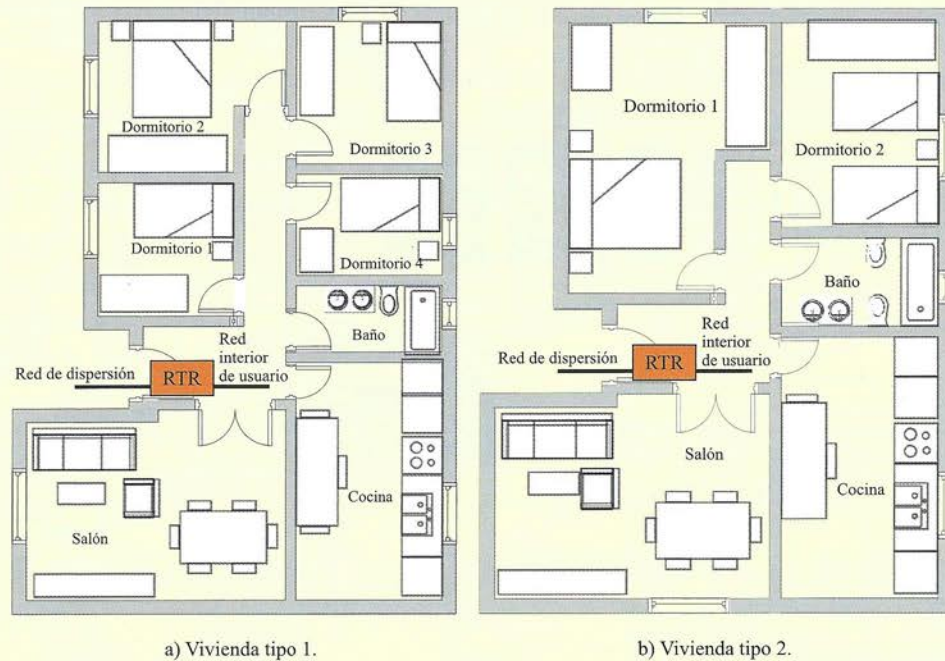 Dormitorio 2
Dormitorio 3
Dormitorio 1
Dormitorio 4
Baño
Red de dispersión
RTR
Red
interior
de usuario
Cocina
Salón
a) Vivienda tipo 1.
Dormitorio 1
Dormitorio 2
Baño
Red de dispersión
RTR
Red
interior
de usuario
Salón
Cocina
b) Vivienda tipo 2.